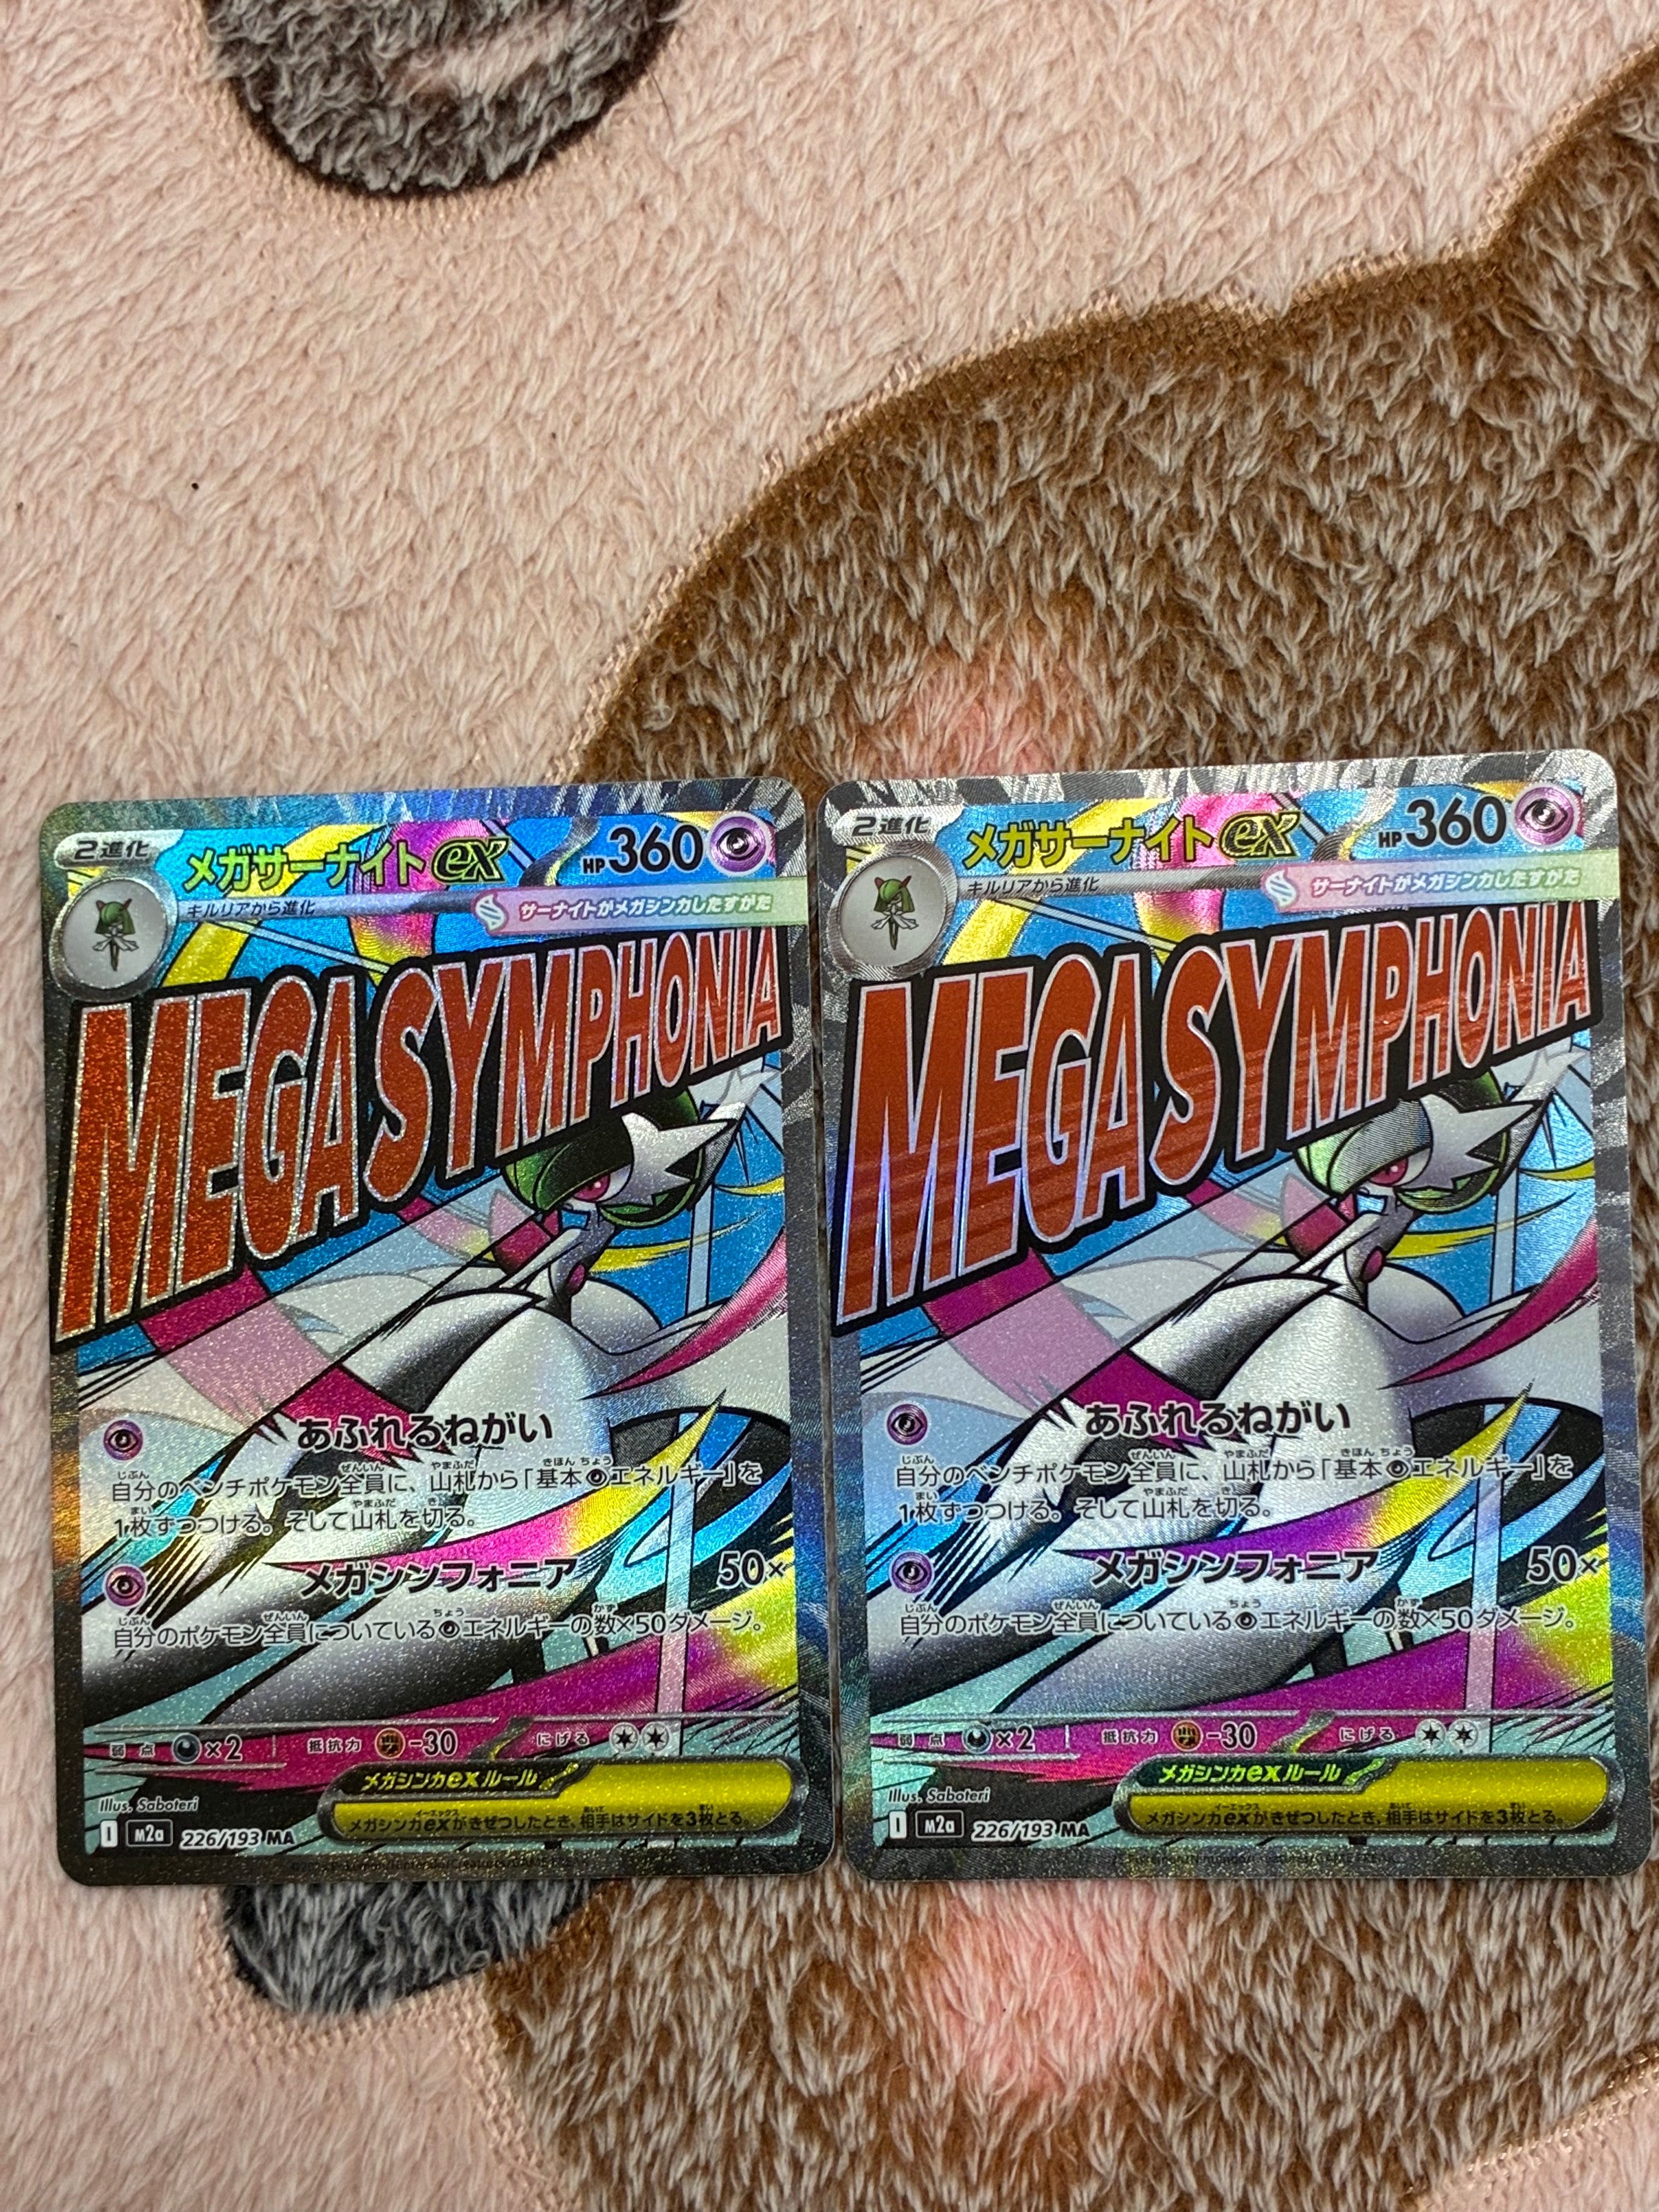 2進化
メガサーナイトex
HP360
キルリアから進化
サーナイトがメガシンカしたすがた
MEGA SYMPHONIA
あふれるねがい
自分のベンチポケモン全員に、山札から「基本エネルギー」を
1枚ずつつける。そして山札を切る。
メガシンフォニア 50×
自分のポケモン全員についているエネルギーの数×50ダメージ。
弱点 ×2 抵抗力 -30 にげる
メガシンカexルール
メガシンカexがきぜつしたとき、相手はサイドを3枚とる。
Illus. Saboteri
I m2a 226/193 MA
2進化
メガサーナイトex
HP360
キルリアから進化
サーナイトがメガシンカしたすがた
MEGA SYMPHONIA
あふれるねがい
自分のベンチポケモン全員に、山札から「基本エネルギー」を
1枚ずつつける。そして山札を切る。
メガシンフォニア 50×
自分のポケモン全員についているエネルギーの数×50ダメージ。
弱点 ×2 抵抗力 -30 にげる
メガシンカexルール
メガシンカexがきぜつしたとき、相手はサイドを3枚とる。
Illus. Saboteri
I m2a 226/193 MA